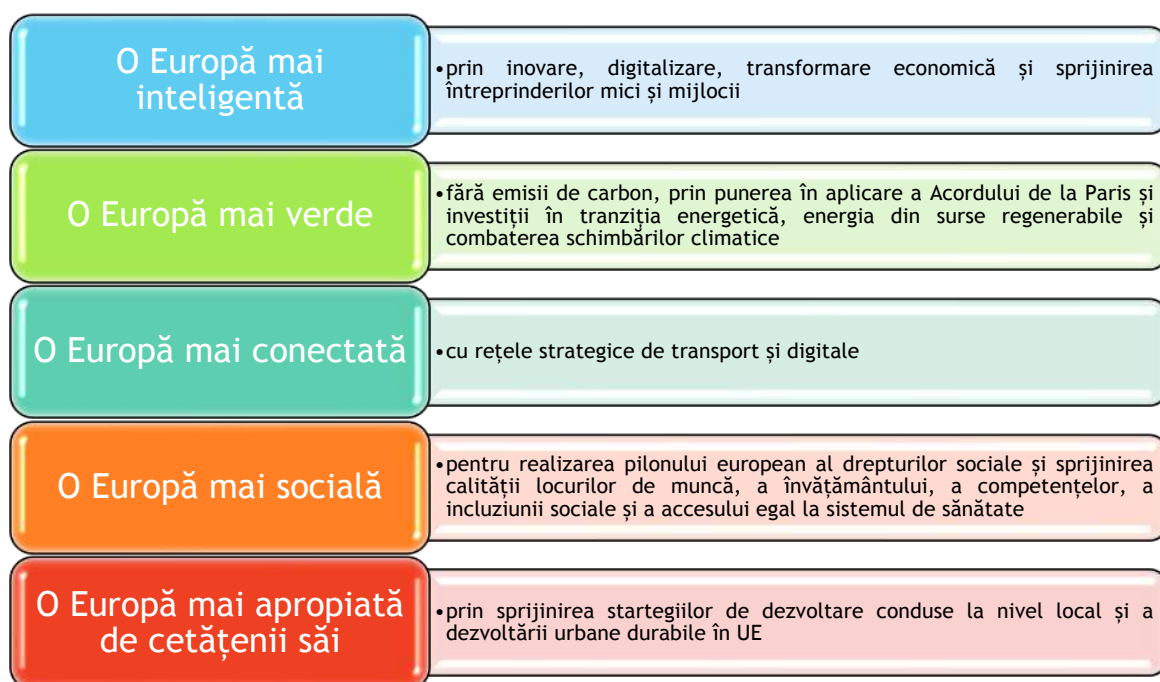 O Europă mai
inteligentă
•prin inovare, digitalizare, transformare economică și sprijinirea
întreprinderilor mici și mijlocii
O Europă mai verde
•fără emisii de carbon, prin punerea în aplicare a Acordului de la Paris și
investiții în tranziția energetică, energia din surse regenerabile și
combaterea schimbărilor climatice
O Europă mai conectată
•cu rețele strategice de transport și digitale
O Europă mai socială
•pentru realizarea pilonului european al drepturilor sociale și sprijinirea
calității locurilor de muncă, a învățământului, a competențelor, a
incluziunii sociale și a accesului egal la sistemul de sănătate
O Europă mai apropiată
de cetățenii săi
•prin sprijinirea startegiilor de dezvoltare conduse la nivel local și a
dezvoltării urbane durabile în UE